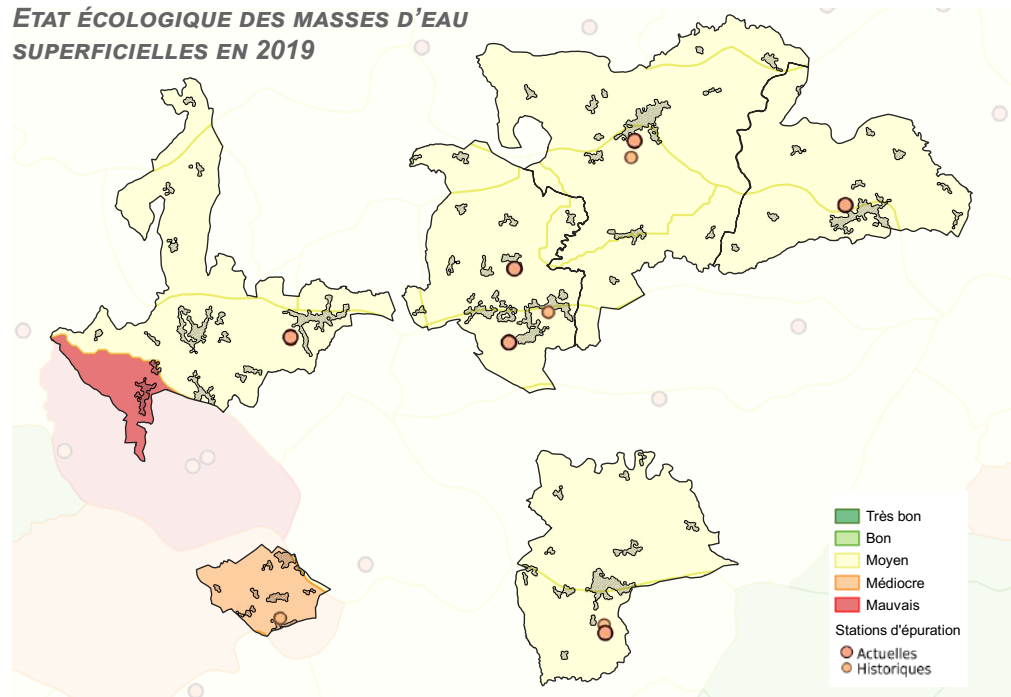 ETAT ÉCOLOGIQUE DES MASSES D'EAU
SUPERFICIELLES EN 2019
Très bon
Bon
Moyen
Médiocre
Mauvais
Stations d'épuration
Actuelles
Historiques